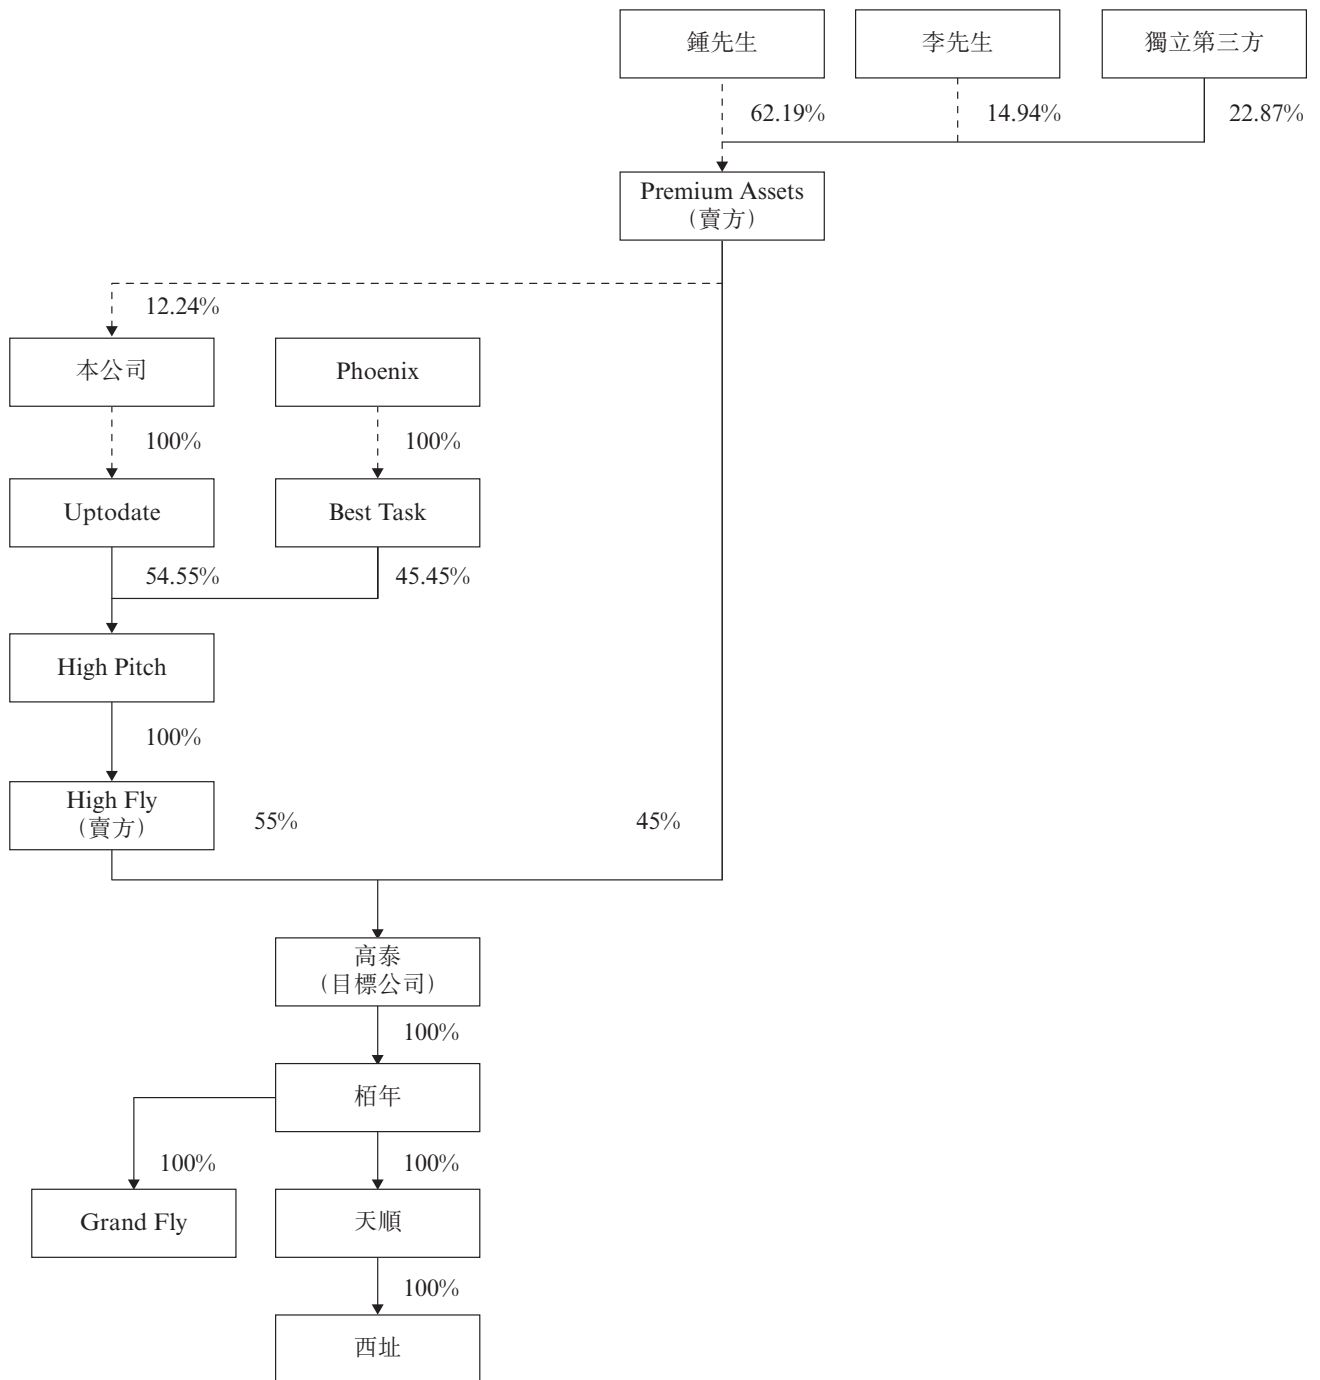 鍾先生
李先生
獨立第三方
62.19%
14.94%
22.87%
Premium Assets
（賣方）
12.24%
本公司
Phoenix
100%
100%
Uptodate
Best Task
54.55%
45.45%
High Pitch
100%
High Fly
（賣方）
55%
45%
高泰
（目標公司）
100%
栢年
100%
100%
Grand Fly
天順
100%
西址